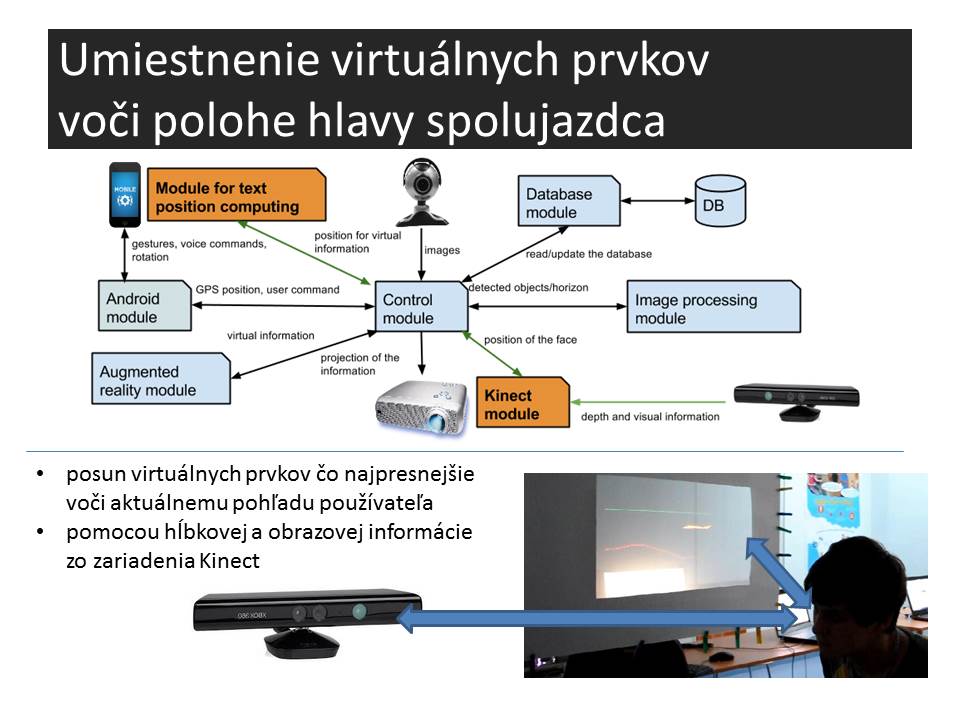 Umiestnenie virtuálnych prvkov
voči polohe hlavy spolujazdca
MOBILE
Module for text
position computing
Database
module
DB
gestures, voice commands,
rotation
position for virtual
information
images
read/update the database
Android
module
GPS position, user command
Control
module
detected objects/horizon
Image processing
module
virtual information
projection of the
information
position of the face
Augmented
reality module
Kinect
module
depth and visual information
• posun virtuálnych prvkov čo najpresnejšie
voči aktuálnemu pohľadu používateľa
• pomocou hĺbkovej a obrazovej informácie
zo zariadenia Kinect
XBOX 360